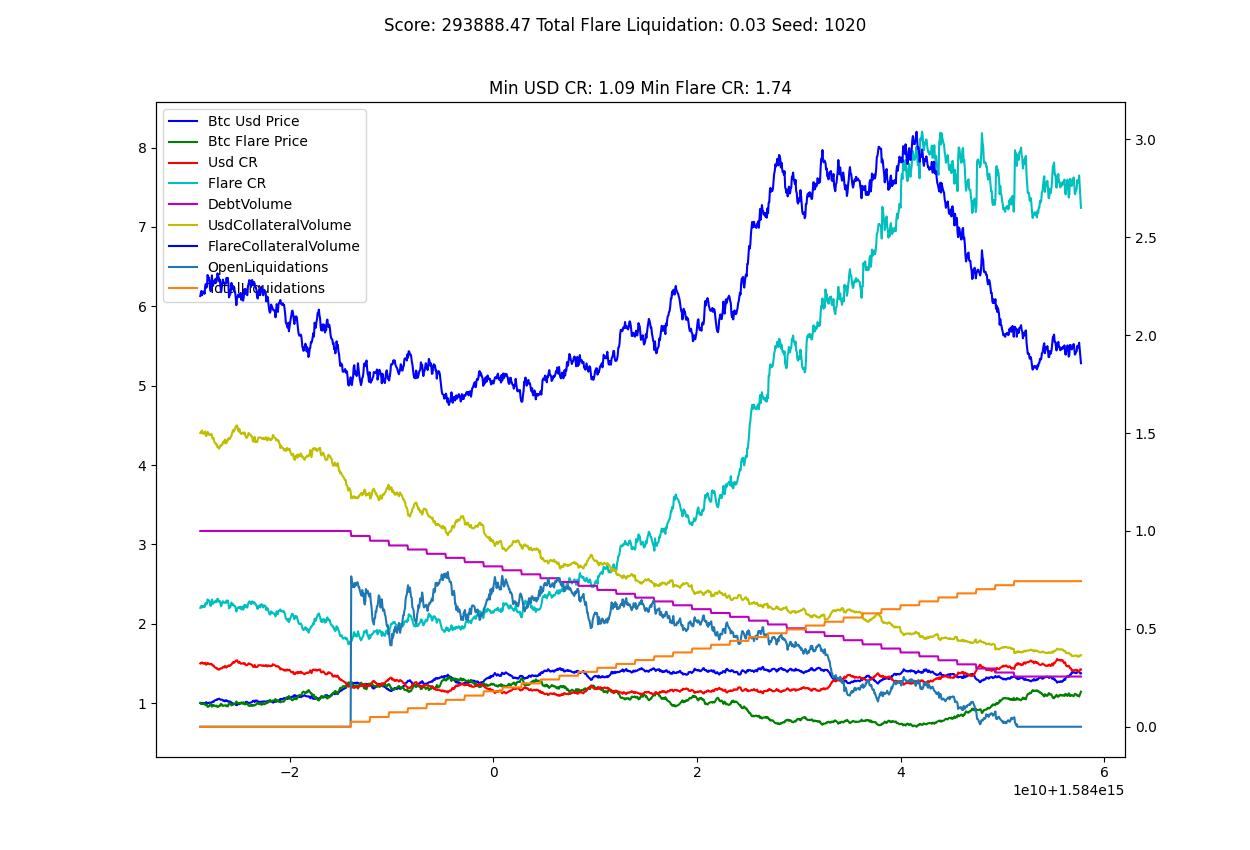 Score: 293888.47 Total Flare Liquidation: 0.03 Seed: 1020
Min USD CR: 1.09 Min Flare CR: 1.74
Btc Usd Price
Btc Flare Price
Usd CR
Flare CR
DebtVolume
UsdCollateralVolume
FlareCollateralVolume
OpenLiquidations
TotalLiquidations
8
7
6
5
4
3
2
1
3.0
2.5
2.0
1.5
1.0
0.5
0.0
−2
0
2
4
6
1e10+1.584e15